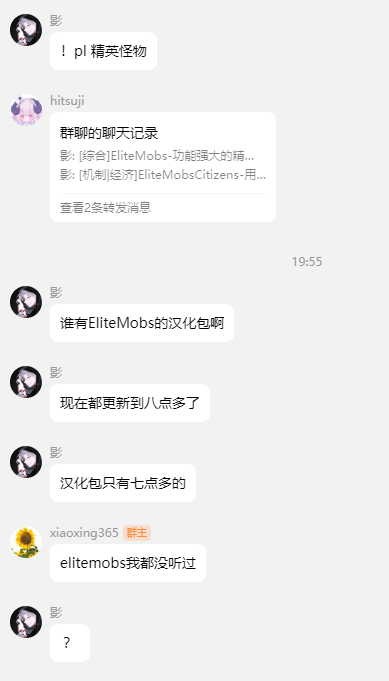 影
！pl 精英怪物
hitsuji
群聊的聊天记录
影: [综合]EliteMobs-功能强大的精...
影: [机制|经济]EliteMobsCitizens-用...
查看2条转发消息
19:55
影
谁有EliteMobs的汉化包啊
影
现在都更新到八点多了
影
汉化包只有七点多的
xiaoxing365 群主
elitemobs我都没听过
影
？